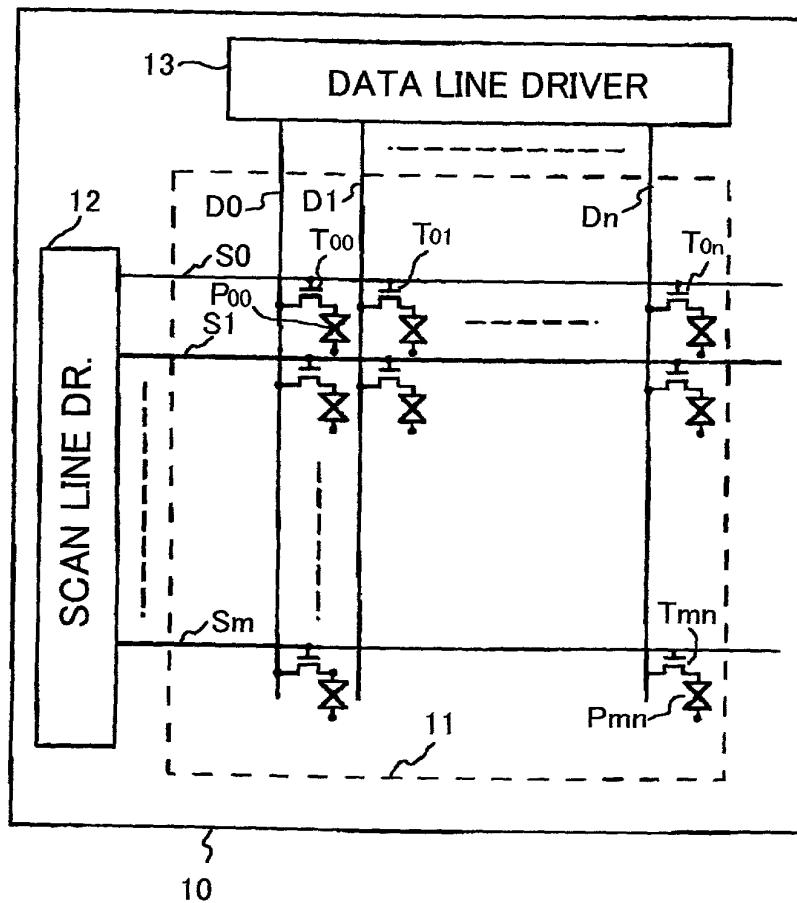 13
DATA LINE DRIVER
12
D0
D1
Dn
S0
T00
T01
T0n
P00
S1
SCAN LINE DR.
Sm
Tmn
Pmn
11
10